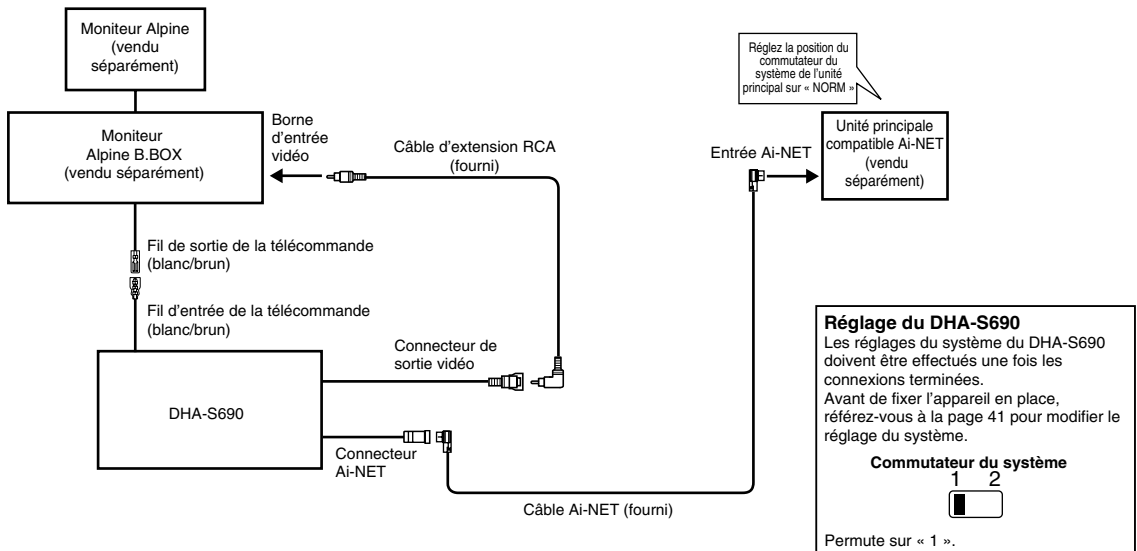 Moniteur Alpine
(vendu
séparément)
Moniteur
Alpine B.BOX
(vendu séparément)
Borne
d'entrée
vidéo
Câble d'extension RCA
(fourni)
Réglez la position du
commutateur du
système de l'unité
principal sur « NORM »
Entrée Ai-NET
Unité principale
compatible Ai-NET
(vendu
séparément)
Fil de sortie de la télécommande
(blanc/brun)
Fil d'entrée de la télécommande
(blanc/brun)
DHA-S690
Connecteur de
sortie vidéo
Connecteur
Ai-NET
Câble Ai-NET (fourni)
Réglage du DHA-S690
Les réglages du système du DHA-S690
doivent être effectués une fois les
connexions terminées.
Avant de fixer l'appareil en place,
référez-vous à la page 41 pour modifier le
réglage du système.
Commutateur du système
1 2
Permute sur « 1 ».